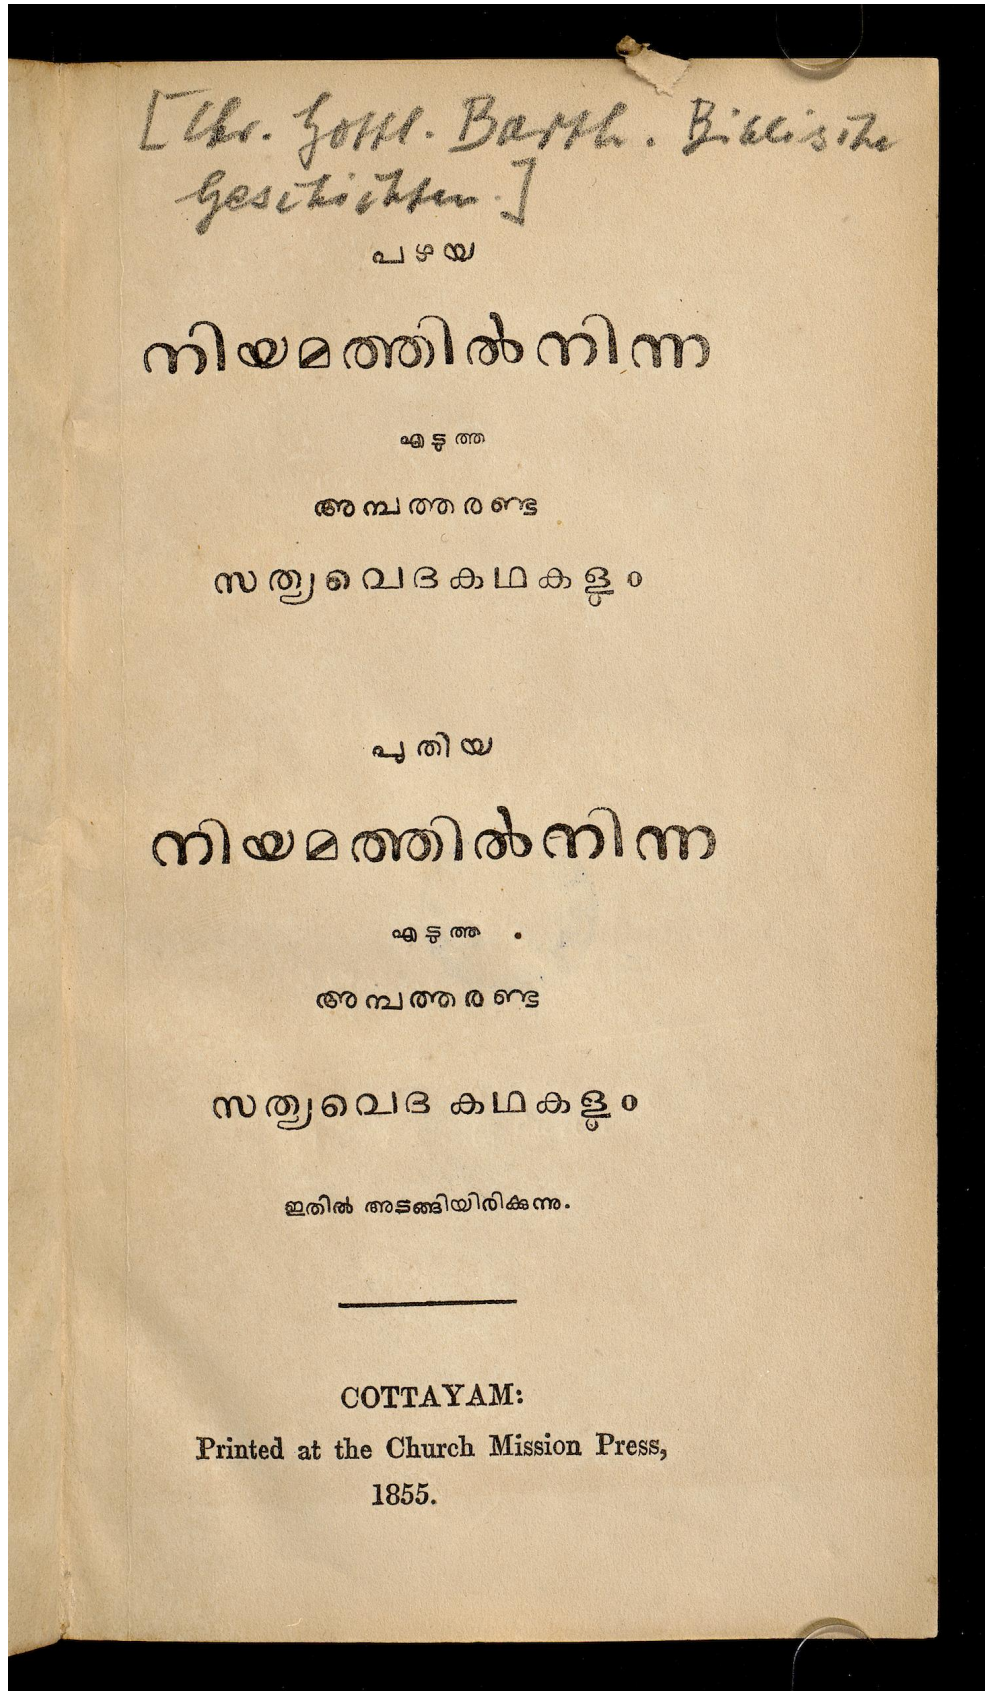 [Chr. Gottl. Barth. Biblische
Geschichten.]
പഴയ
നിയമത്തിൽനിന്ന
എടുത്ത
അമ്പത്തരണ്ട
സത്യവെദകഥകളും
പുതിയ
നിയമത്തിൽനിന്ന
എടുത്ത
അമ്പത്തരണ്ട
സത്യവെദ കഥകളും
ഇതിൽ അടങ്ങിയിരിക്കുന്നു.
COTTAYAM:
Printed at the Church Mission Press,
1855.